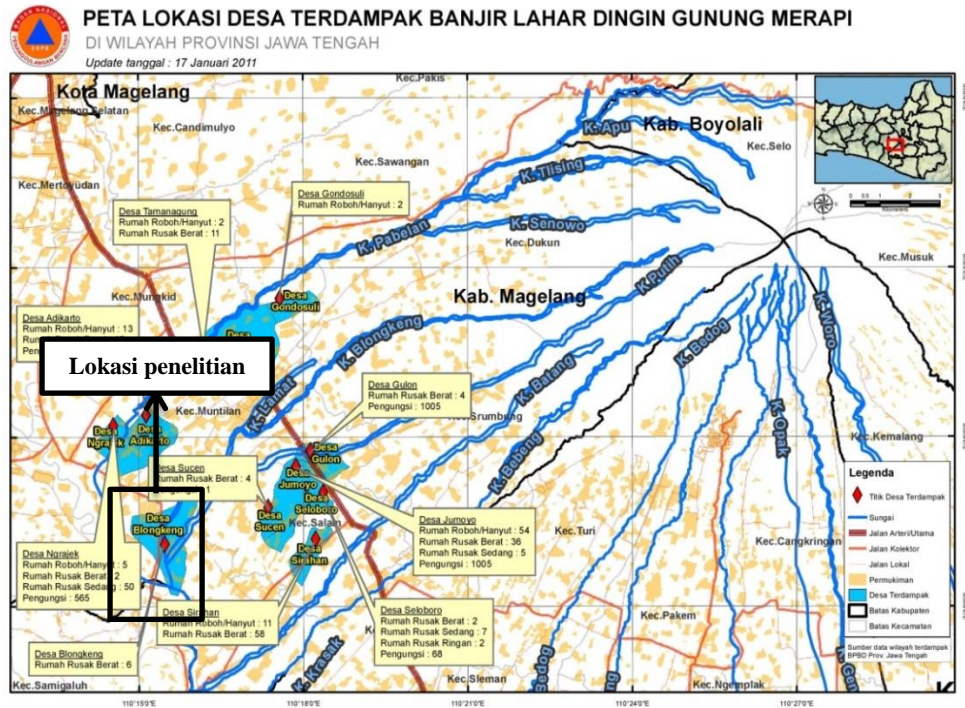 PETA LOKASI DESA TERDAMPAK BANJIR LAHAR DINGIN GUNUNG MERAPI
DI WILAYAH PROVINSI JAWA TENGAH
Update tanggal : 17 Januari 2011
Kota Magelang
Kec.Pakis
Kec.Candimulyo
K. Apu
Kab. Boyolali
Kec.Selo
Kec.Sawangan
Kec.Mertoyudan
K. Tlising
Desa Gondosuli
Rumah Roboh/Hanyut : 2
Desa Tamanagung
Rumah Roboh/Hanyut : 2
Rumah Rusak Berat : 11
K. Pabelan
K. Senowo
Kec.Dukun
Kec.Musuk
K. Putih
Kec.Mungkid
Desa
Gondosuli
Kab. Magelang
K. Woro
Desa Adikarto
Rumah Roboh/Hanyut : 13
Desa
K. Blongkeng
K. Bedog
Lokasi penelitian
K. Batang
K. Lamat
Kec.Muntilan
Desa Gulon
Rumah Rusak Berat : 4
Pengungsi : 1005
K. Opak
Desa
Ngrajek
Desa
Adikarto
Kec.Kemalang
K.Bebeng
Desa
Gulon
Desa Sucen
Rumah Rusak Berat : 4
Desa
Jumoyo
Desa
Seloboro
Desa
Sucen
Kec.Salam
Desa
Blongkeng
Desa
Sirahan
Desa Jumoyo
Rumah Roboh/Hanyut : 54
Rumah Rusak Berat : 36
Rumah Rusak Sedang : 5
Pengungsi : 1005
Kec.Turi
Kec.Cangkringan
Desa Ngrajek
Rumah Roboh/Hanyut : 5
Rumah Rusak Berat : 2
Rumah Rusak Sedang : 50
Pengungsi : 565
Desa Sirahan
Rumah Roboh/Hanyut : 11
Rumah Rusak Berat : 58
Desa Seloboro
Rumah Rusak Berat : 2
Rumah Rusak Sedang : 7
Rumah Rusak Ringan : 2
Pengungsi : 68
Kec.Pakem
Desa Blongkeng
Rumah Rusak Berat : 6
K. Krasak
Bedog
Kec.Samigaluh
Kec.Sleman
Kec.Ngemplak
Legenda
Titik Desa Terdampak
Sungai
Jalan Arteri/Utama
Jalan Kolektor
Jalan Lokal
Permukiman
Desa Terdampak
Batas Kabupaten
Batas Kecamatan
Sumber data wilayah terdampak
BPBD Prov. Jawa Tengah
110°15'0"E
110°18'0"E
110°21'0"E
110°24'0"E
110°27'0"E